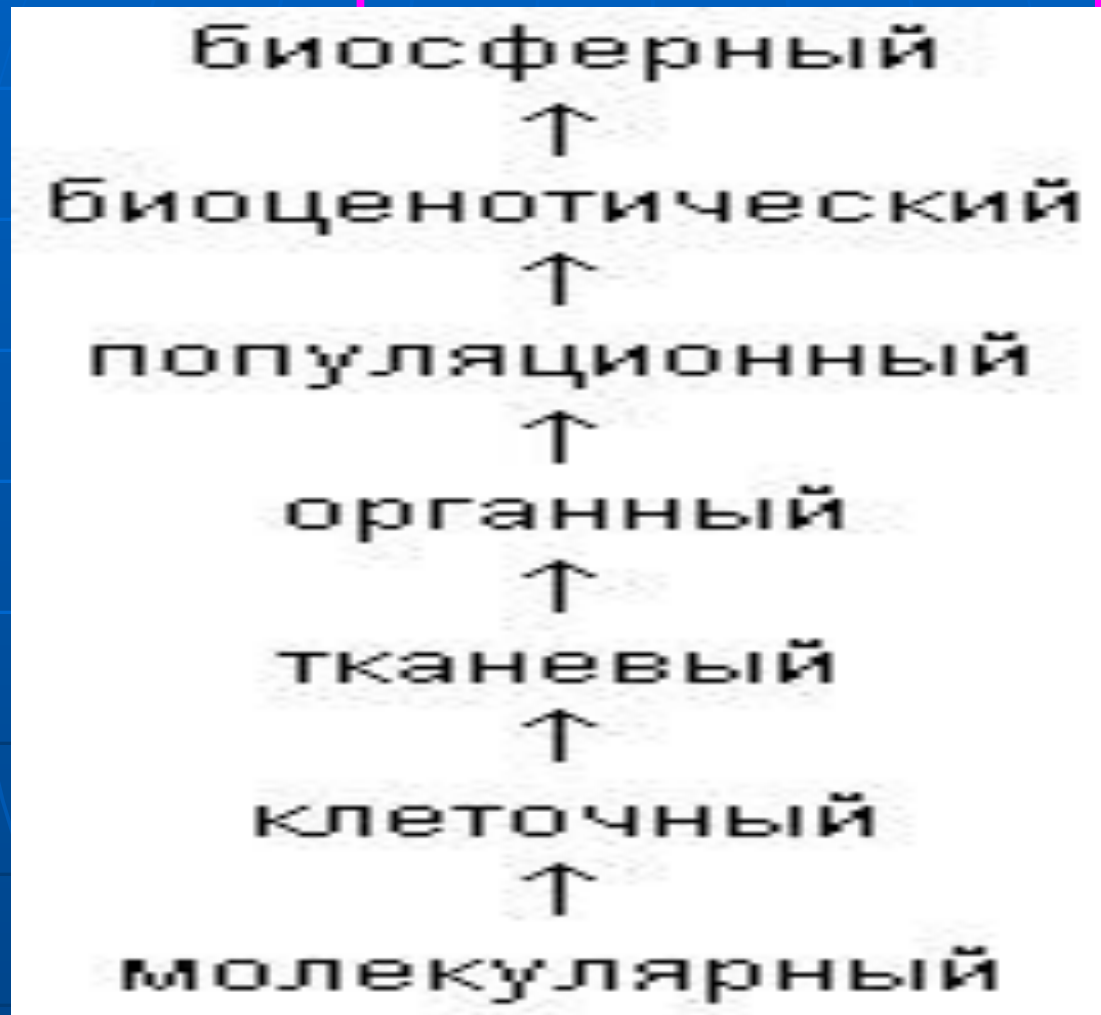 биосферный
↑
биоценотический
↑
популяционный
↑
органный
↑
тканевый
↑
клеточный
↑
молекулярный